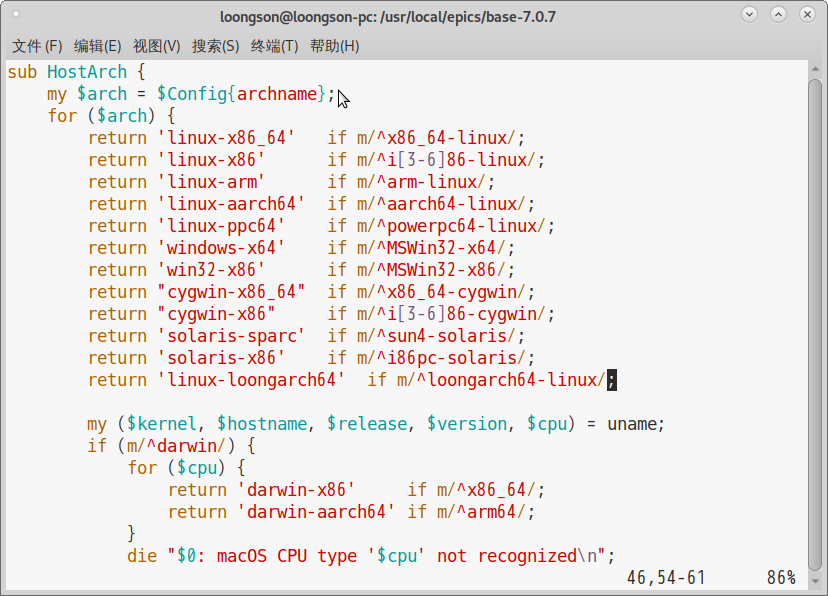 loongson@loongson-pc: /usr/local/epics/base-7.0.7
文件(F) 编辑(E) 视图(V) 搜索(S) 终端(T) 帮助(H)
sub HostArch {
    my $arch = $Config{archname};
    for ($arch) {
        return 'linux-x86_64'   if m/^x86_64-linux/;
        return 'linux-x86'      if m/^i[3-6]86-linux/;
        return 'linux-arm'      if m/^arm-linux/;
        return 'linux-aarch64'  if m/^aarch64-linux/;
        return 'linux-ppc64'    if m/^powerpc64-linux/;
        return 'windows-x64'    if m/^MSWin32-x64/;
        return 'win32-x86'      if m/^MSWin32-x86/;
        return "cygwin-x86_64"  if m/^x86_64-cygwin/;
        return "cygwin-x86"     if m/^i[3-6]86-cygwin/;
        return 'solaris-sparc'  if m/^sun4-solaris/;
        return 'solaris-x86'    if m/^i86pc-solaris/;
        return 'linux-loongarch64'  if m/^loongarch64-linux/;
        my ($kernel, $hostname, $release, $version, $cpu) = uname;
        if (m/^darwin/) {
            for ($cpu) {
                return 'darwin-x86'     if m/^x86_64/;
                return 'darwin-aarch64' if m/^arm64/;
            }
            die "$0: macOS CPU type '$cpu' not recognized\n";
46,54-61 86%